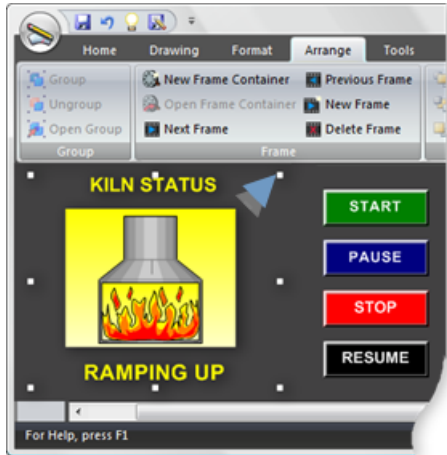 Home Drawing Format Arrange Tools
Group New Frame Container Previous Frame
Ungroup Open Frame Container New Frame
Open Group Next Frame Delete Frame
Group Frame
KILN STATUS
START
PAUSE
STOP
RAMPING UP
RESUME
For Help, press F1